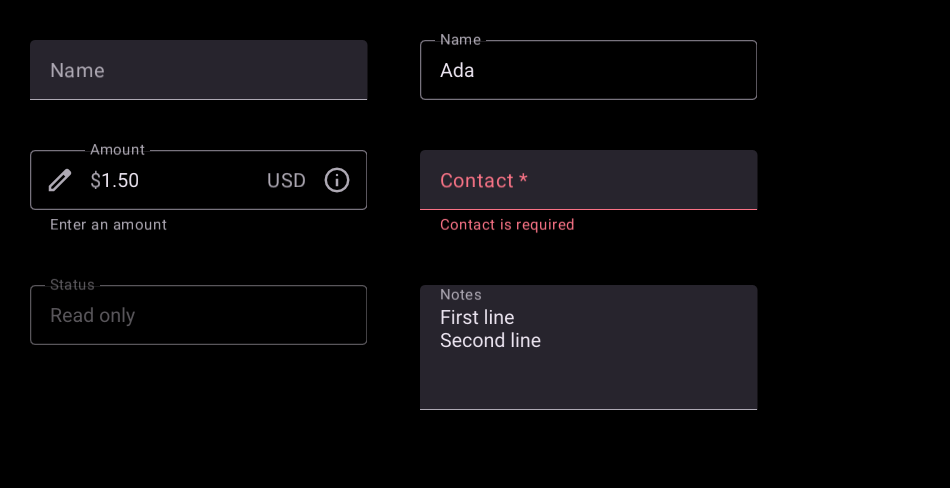 Name
Name
Ada
Amount
$1.50 USD
Enter an amount
Contact *
Contact is required
Status
Read only
Notes
First line
Second line